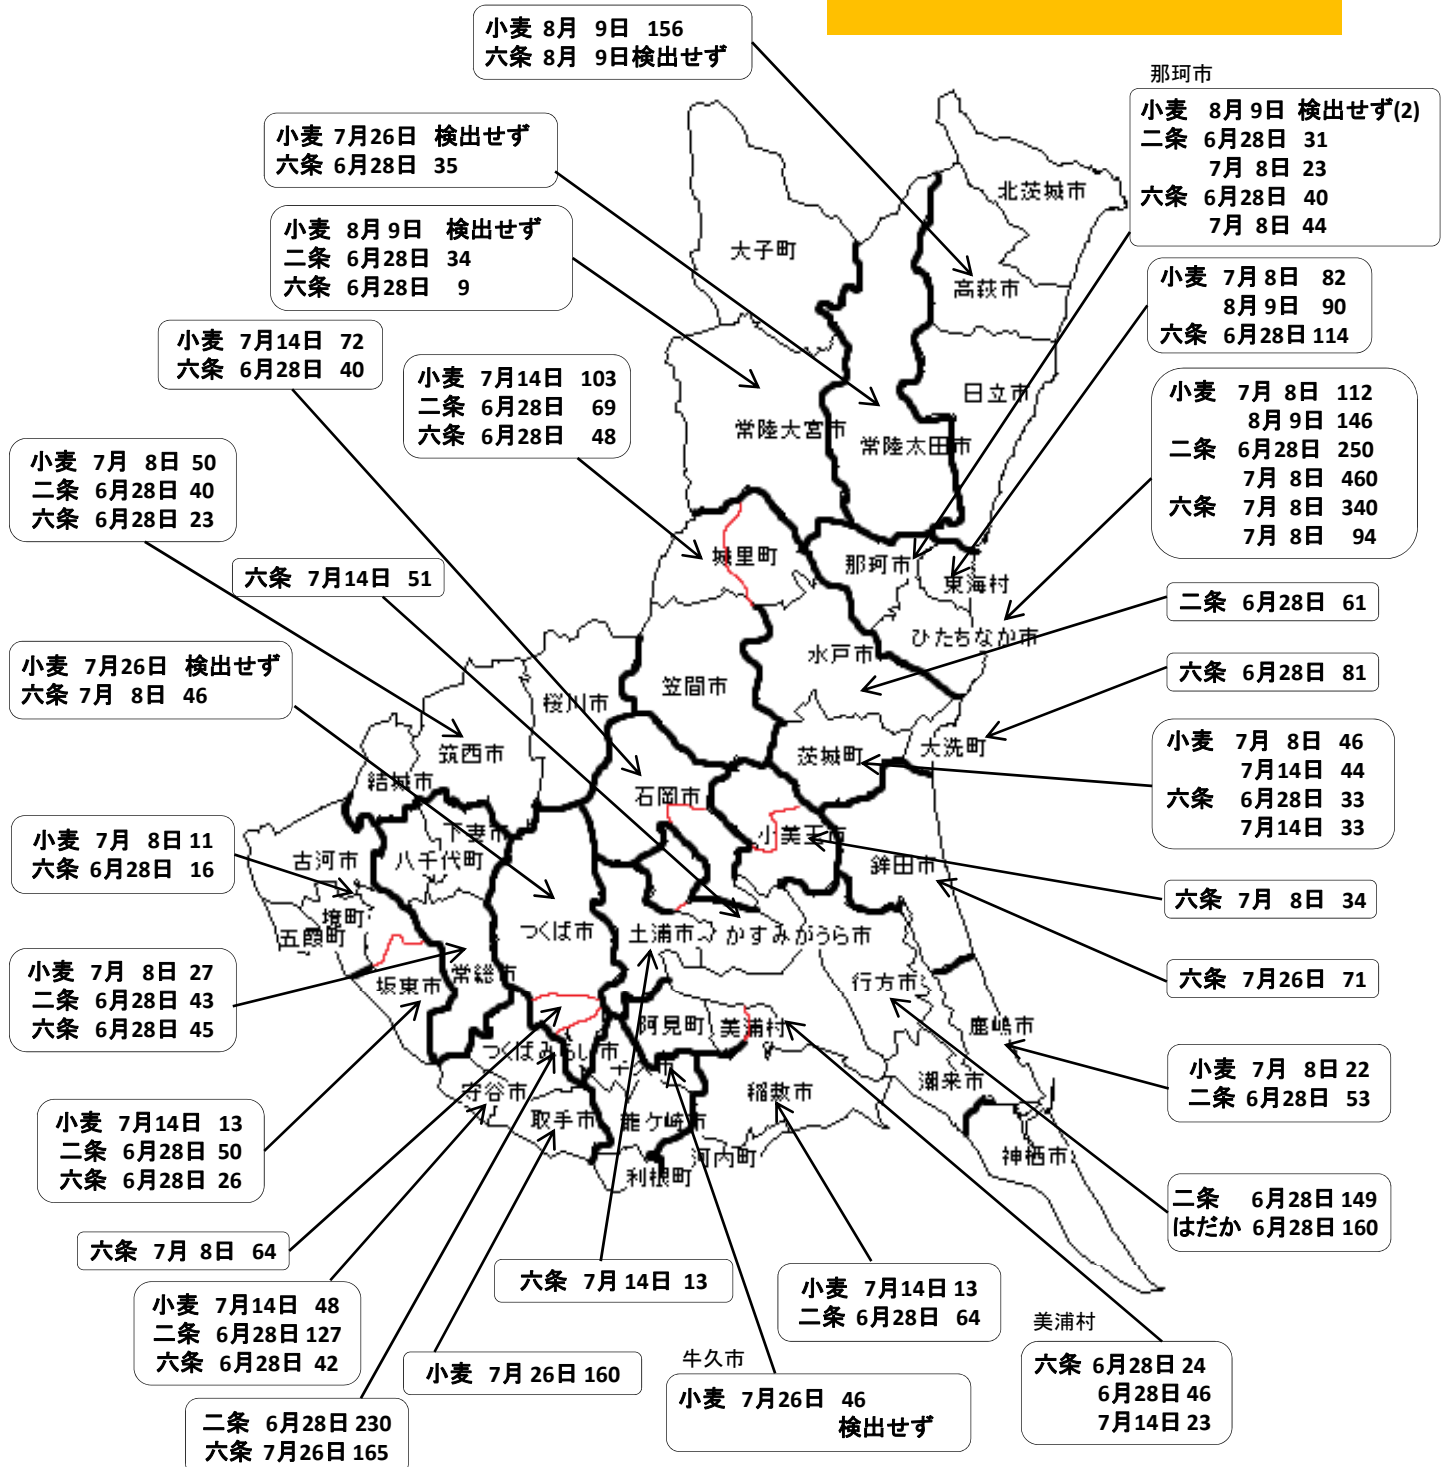 小麦 8月 9日 156
六条 8月 9日検出せず
那珂市
小麦 8月 9日 検出せず(2)
二条 6月28日 31
7月 8日 23
六条 6月28日 40
7月 8日 44
小麦 7月26日 検出せず
六条 6月28日 35
小麦 8月 9日 検出せず
二条 6月28日 34
六条 6月28日 9
小麦 7月 8日 82
8月 9日 90
六条 6月28日 114
小麦 7月14日 72
六条 6月28日 40
小麦 7月14日 103
二条 6月28日 69
六条 6月28日 48
小麦 7月 8日 112
8月 9日 146
二条 6月28日 250
7月 8日 460
六条 7月 8日 340
7月 8日 94
小麦 7月 8日 50
二条 6月28日 40
六条 6月28日 23
六条 7月14日 51
二条 6月28日 61
小麦 7月26日 検出せず
六条 7月 8日 46
六条 6月28日 81
小麦 7月 8日 46
7月14日 44
六条 6月28日 33
7月14日 33
小麦 7月 8日 11
六条 6月28日 16
六条 7月 8日 34
小麦 7月 8日 27
二条 6月28日 43
六条 6月28日 45
六条 7月26日 71
小麦 7月 8日 22
二条 6月28日 53
小麦 7月14日 13
二条 6月28日 50
六条 6月28日 26
二条 6月28日 149
はだか 6月28日 160
六条 7月 8日 64
六条 7月14日 13
小麦 7月14日 13
二条 6月28日 64
小麦 7月14日 48
二条 6月28日 127
六条 6月28日 42
小麦 7月26日 160
牛久市
小麦 7月26日 46
検出せず
美浦村
六条 6月28日 24
6月28日 46
7月14日 23
二条 6月28日 230
六条 7月26日 165
北茨城市
大子町
高萩市
日立市
常陸大宮市
常陸太田市
城里町
那珂市
東海村
ひたちなか市
水戸市
笠間市
桜川市
筑西市
結城市
茨城町
大洗町
石岡市
小美玉市
鉾田市
下妻市
八千代町
古河市
境町
五霞町
つくば市
土浦市
かすみがうら市
常総市
坂東市
行方市
阿見町
美浦村
鹿嶋市
つくばみらい市
守谷市
取手市
龍ケ崎市
稲敷市
潮来市
河内町
利根町
神栖市